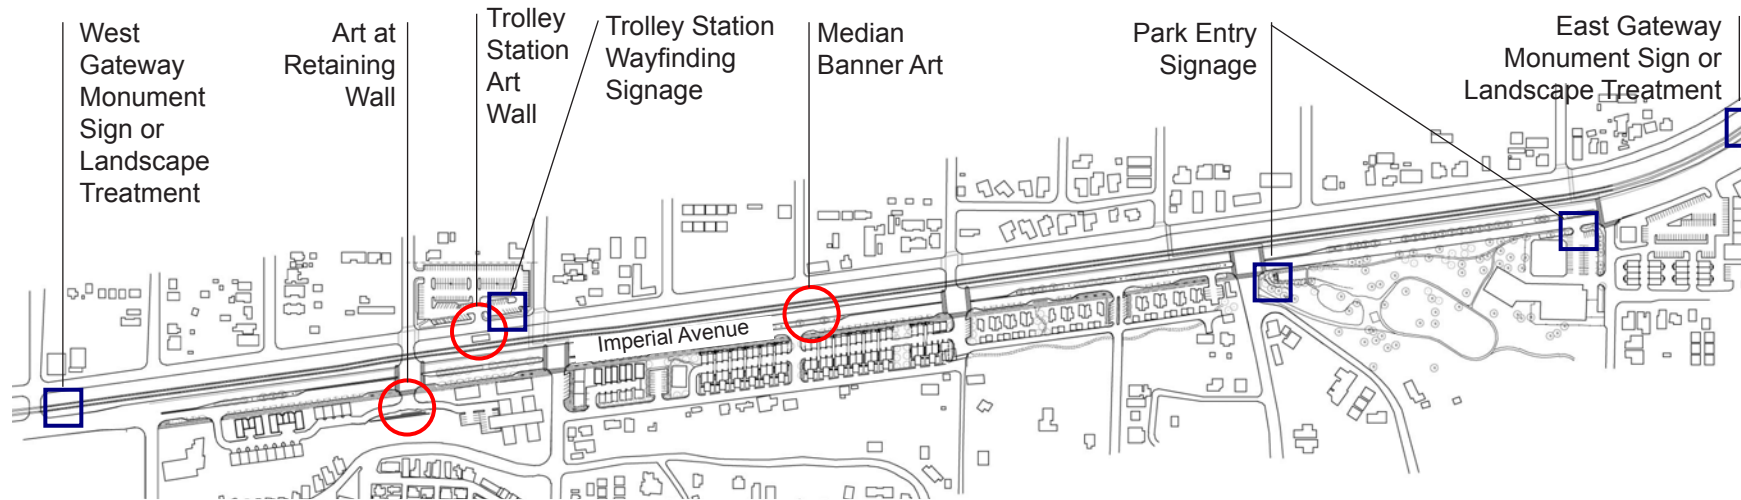 West
Gateway
Monument
Sign or
Landscape
Treatment
Art at
Retaining
Wall
Trolley
Station
Art
Wall
Trolley Station
Wayfinding
Signage
Median
Banner Art
Park Entry
Signage
East Gateway
Monument Sign or
Landscape Treatment
Imperial Avenue